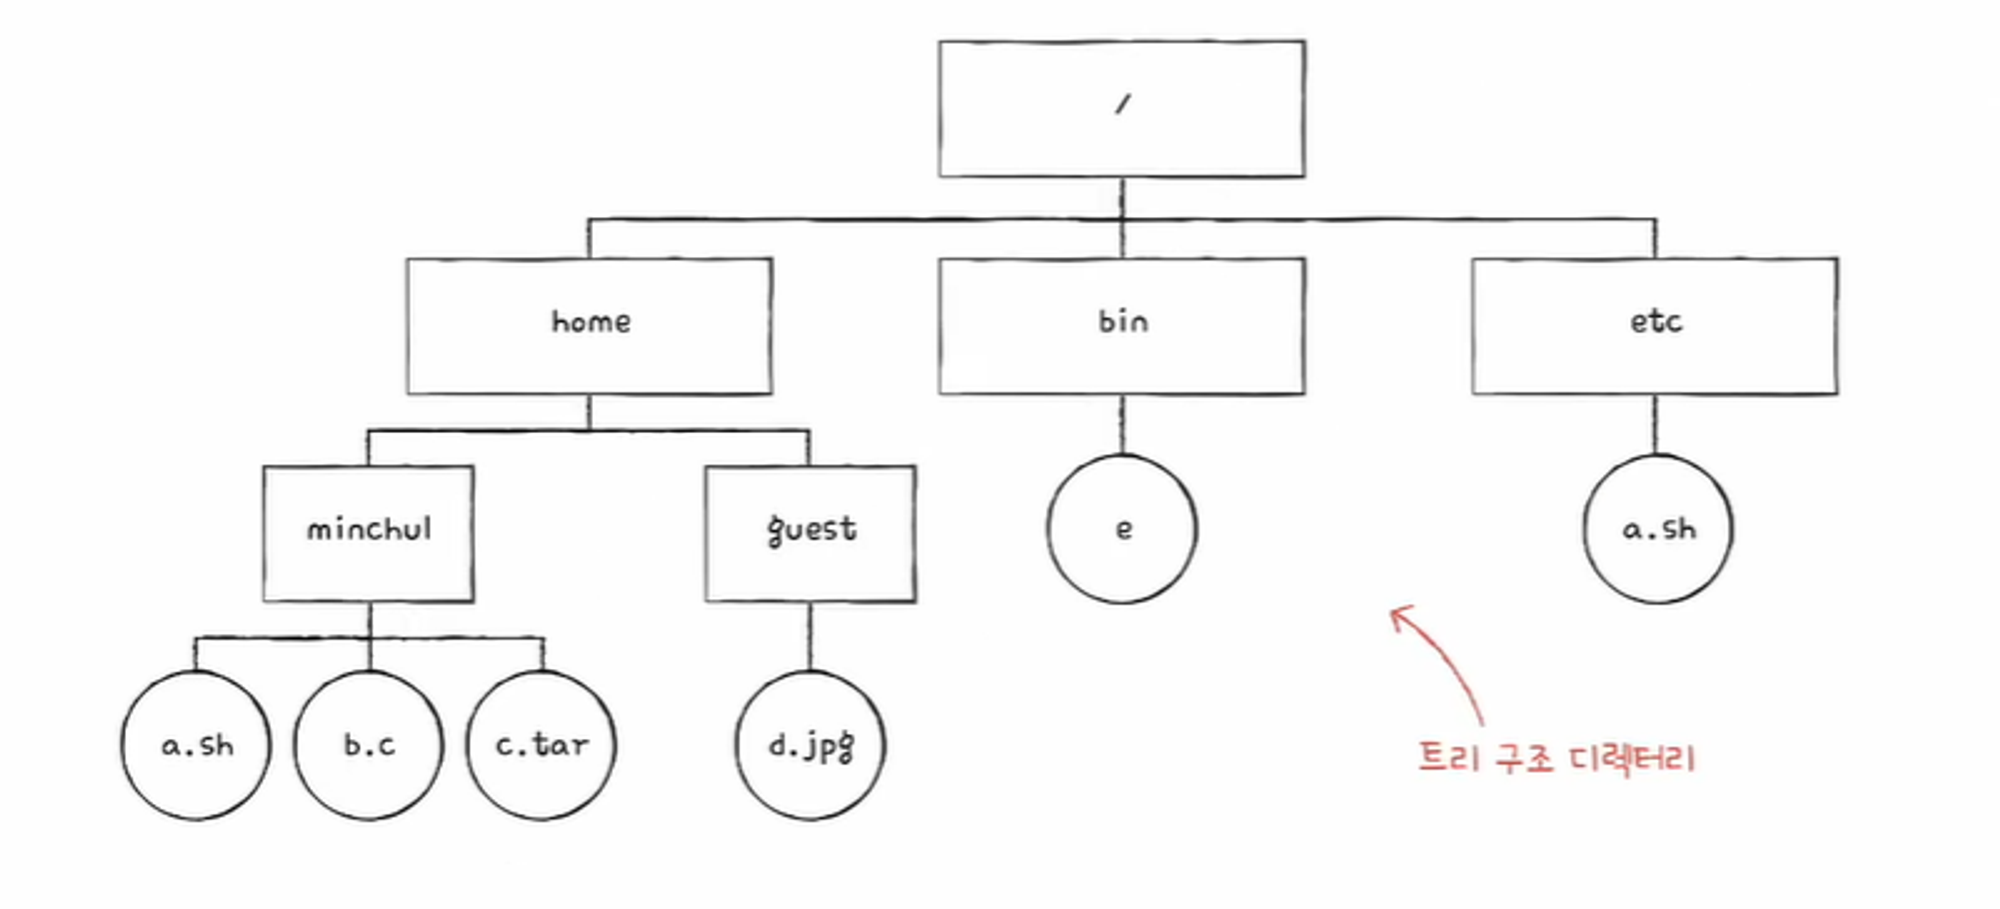 /
home
bin
etc
minchul
guest
e
a.sh
a.sh
b.c
c.tar
d.jpg
트리 구조 디렉터리